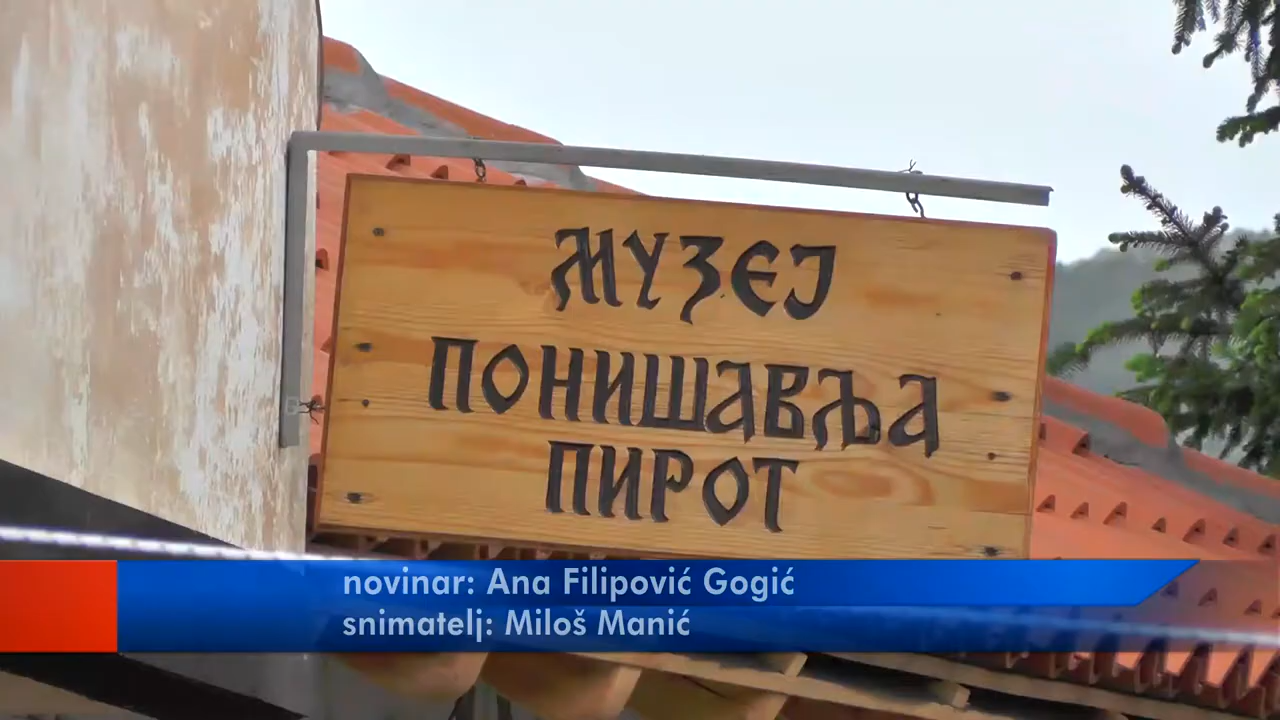 МУЗЕЈ
ПОНИШАВЉА
ПИРОТ
novinar: Ana Filipović Gogić
snimatelj: Miloš Manić